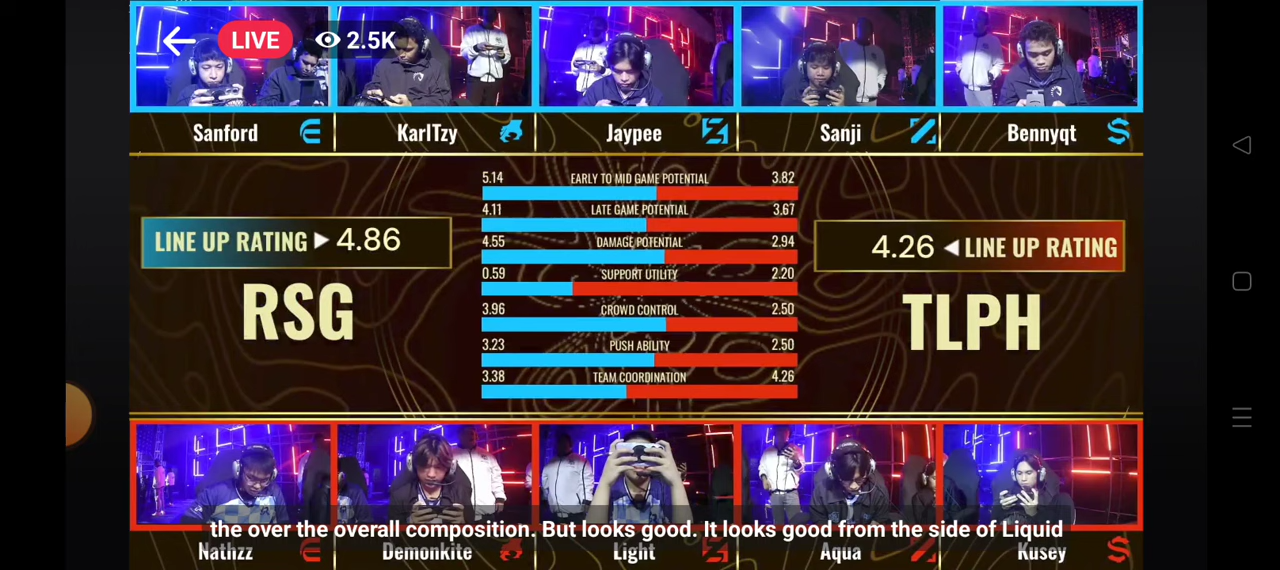 LIVE 2.5K
Sanford KarlTzy Jaypee Sanji Bennyqt
5.14 EARLY TO MID GAME POTENTIAL 3.82
4.11 LATE GAME POTENTIAL 3.67
4.55 DAMAGE POTENTIAL 2.94
0.59 SUPPORT UTILITY 2.20
3.96 CROWD CONTROL 2.50
3.23 PUSH ABILITY 2.50
3.38 TEAM COORDINATION 4.26
LINE UP RATING 4.86
RSG
4.26 LINE UP RATING
TLPH
the over the overall composition. But looks good. It looks good from the side of Liquid
Nathzz Demonkite Light Aqua Kusey